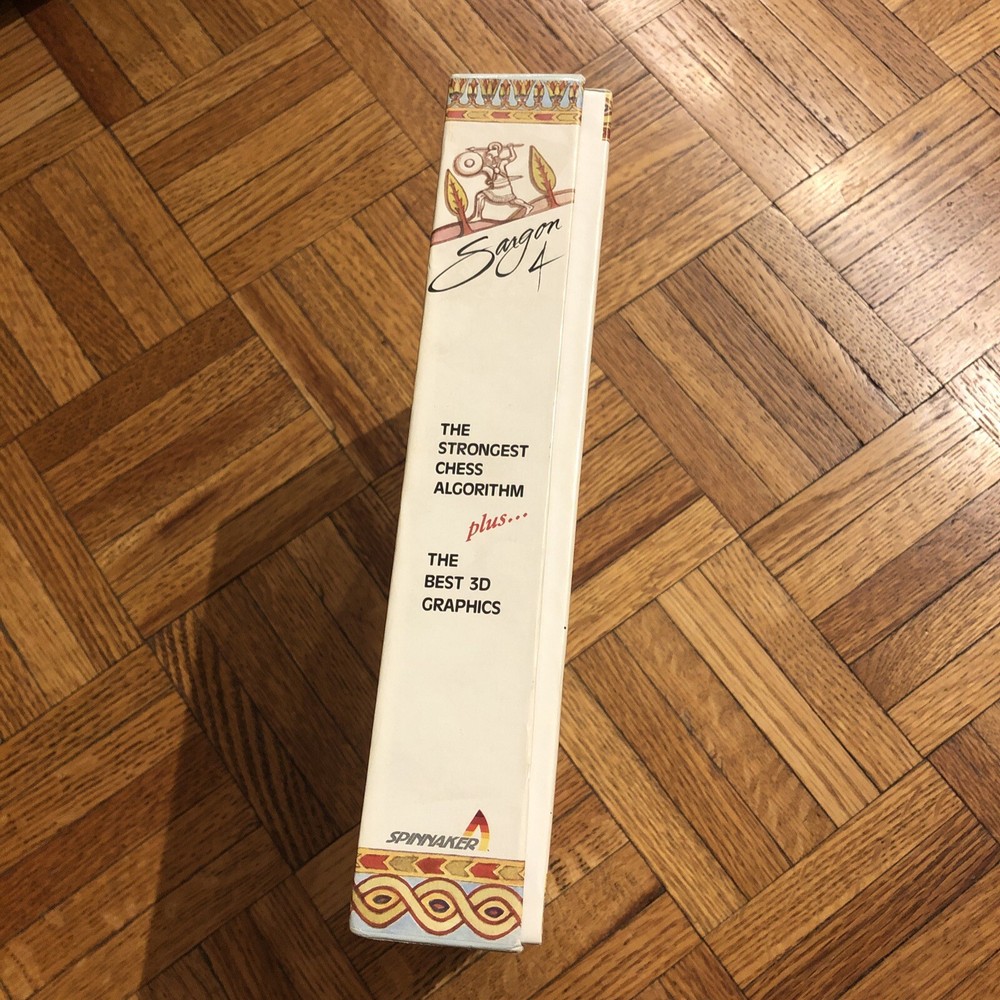 Sargon
4
THE
STRONGEST
CHESS
ALGORITHM
plus...
THE
BEST 3D
GRAPHICS
SPINNAKER